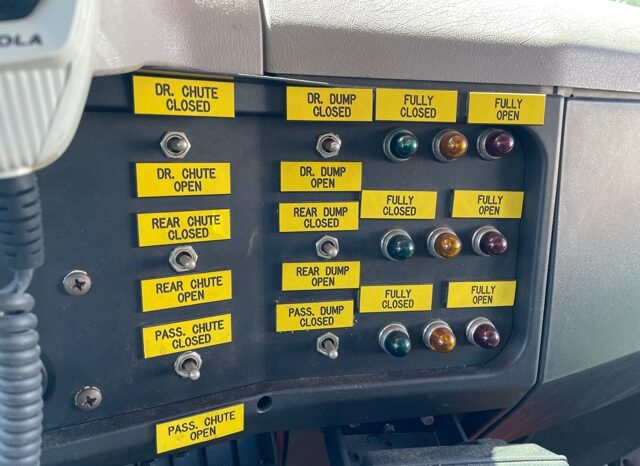 OLA
DR. CHUTE
CLOSED
DR. DUMP
CLOSED
FULLY
CLOSED
FULLY
OPEN
DR. CHUTE
OPEN
DR. DUMP
OPEN
REAR CHUTE
CLOSED
REAR DUMP
CLOSED
FULLY
CLOSED
FULLY
OPEN
REAR CHUTE
OPEN
REAR DUMP
OPEN
FULLY
CLOSED
FULLY
OPEN
PASS. CHUTE
CLOSED
PASS. DUMP
CLOSED
PASS. CHUTE
OPEN